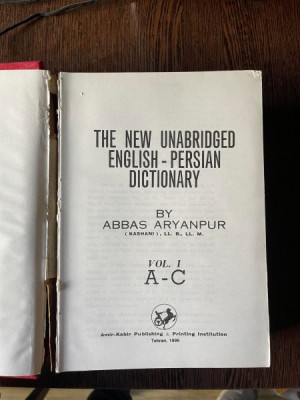 THE NEW UNABRIDGED
ENGLISH - PERSIAN
DICTIONARY
BY
ABBAS ARYANPUR
( KASHANI ), LL. B., LL. M.
VOL. I
A-C
Amir-Kabir Publishing & Printing Institution
Tehran,